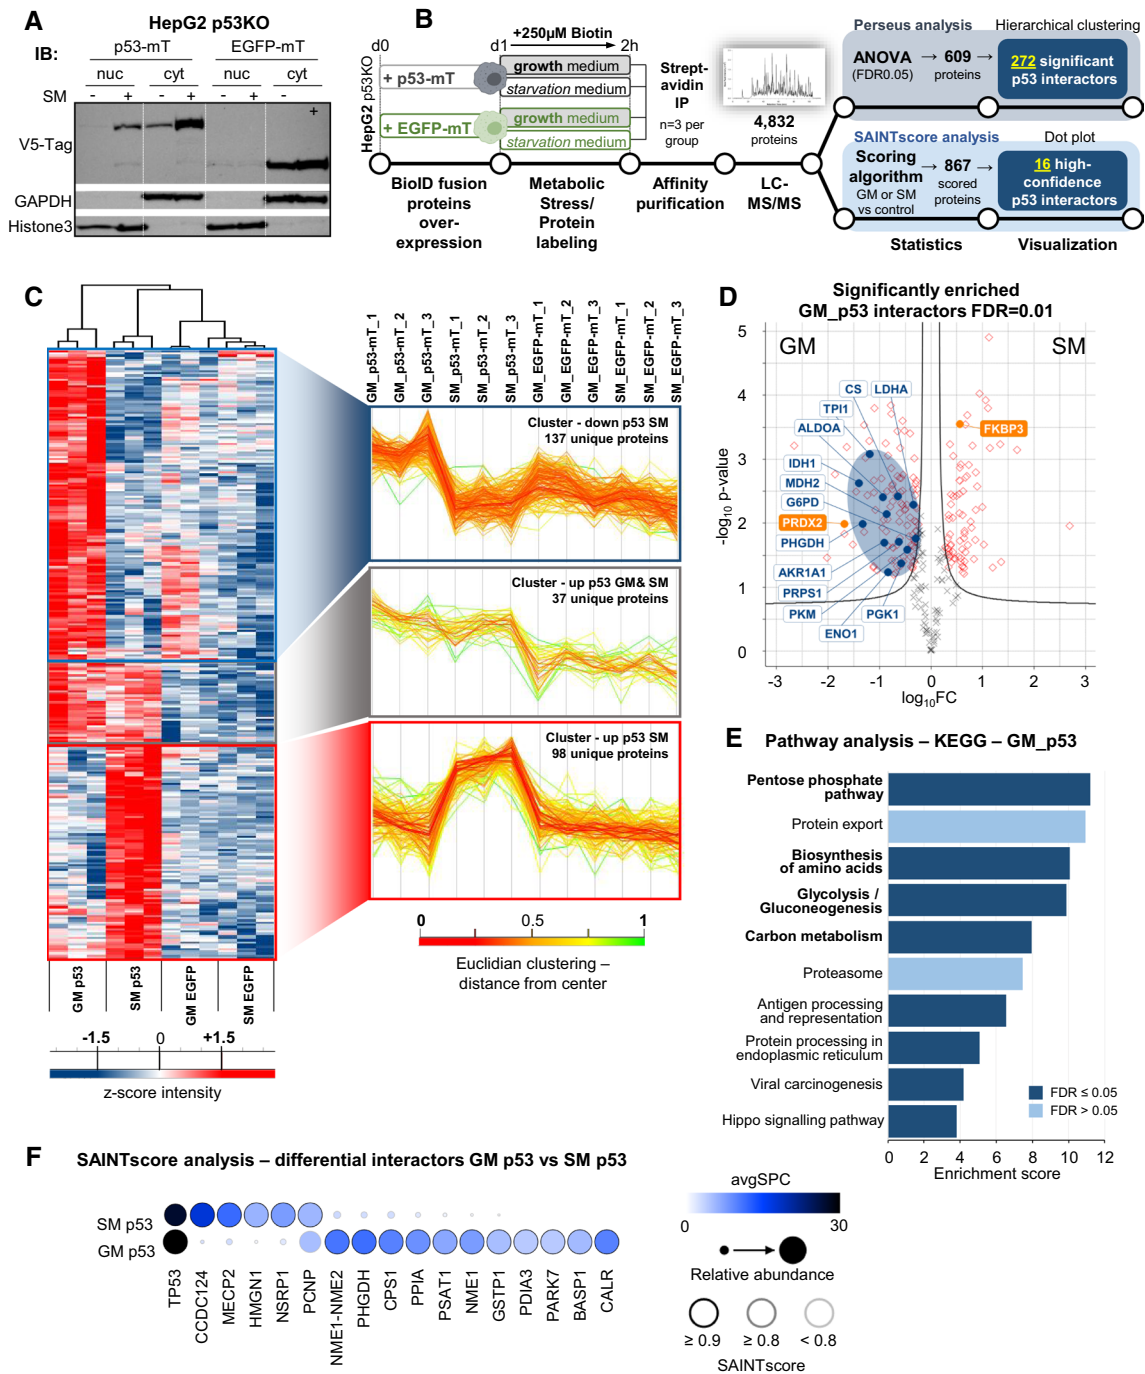 A
HepG2 p53KO
IB:
p53-mT
EGFP-mT
nuc
cyt
nuc
cyt
SM
-
+
-
+
-
+
-
+
V5-Tag
GAPDH
Histone3
B
+250µM Biotin
d0
d1
2h
HepG2 p53KO
+ p53-mT
growth medium
starvation medium
+ EGFP-mT
growth medium
starvation medium
Strept-
avidin
IP
n=3 per
group
4,832
proteins
BioID fusion
proteins
over-
expression
Metabolic
Stress/
Protein
labeling
Affinity
purification
LC-
MS/MS
Perseus analysis
Hierarchical clustering
ANOVA
(FDR0.05)
→ 609 →
proteins
272 significant
p53 interactors
SAINTscore analysis
Dot plot
Scoring
algorithm
GM or SM
vs control
→ 867 →
scored
proteins
16 high-
confidence
p53 interactors
Statistics
Visualization
C
GM_p53-mT_1
GM_p53-mT_2
GM_p53-mT_3
SM_p53-mT_1
SM_p53-mT_2
SM_p53-mT_3
GM_EGFP-mT_1
GM_EGFP-mT_2
GM_EGFP-mT_3
SM_EGFP-mT_1
SM_EGFP-mT_2
SM_EGFP-mT_3
Cluster - down p53 SM
137 unique proteins
Cluster - up p53 GM& SM
37 unique proteins
Cluster - up p53 SM
98 unique proteins
0
0.5
1
Euclidian clustering –
distance from center
GM p53
SM p53
GM EGFP
SM EGFP
-1.5
0
+1.5
z-score intensity
D
Significantly enriched
GM_p53 interactors FDR=0.01
GM
SM
5
4
3
2
1
0
-log10 p-value
CS
LDHA
TPI1
ALDOA
IDH1
MDH2
G6PD
PRDX2
PHGDH
AKR1A1
PRPS1
PKM
PGK1
ENO1
FKBP3
-3
-2
-1
0
1
2
3
log10FC
E
Pathway analysis – KEGG – GM_p53
Pentose phosphate
pathway
Protein export
Biosynthesis
of amino acids
Glycolysis /
Gluconeogenesis
Carbon metabolism
Proteasome
Antigen processing
and representation
Protein processing in
endoplasmic reticulum
Viral carcinogenesis
Hippo signalling pathway
FDR ≤ 0.05
FDR > 0.05
0
2
4
6
8
10
12
Enrichment score
F
SAINTscore analysis – differential interactors GM p53 vs SM p53
SM p53
GM p53
TP53
CCDC124
MECP2
HMGN1
NSRP1
PCNP
NME1-NME2
PHGDH
CPS1
PPIA
PSAT1
NME1
GSTP1
PDIA3
PARK7
BASP1
CALR
avgSPC
0
30
Relative abundance
≥ 0.9
≥ 0.8
< 0.8
SAINTscore